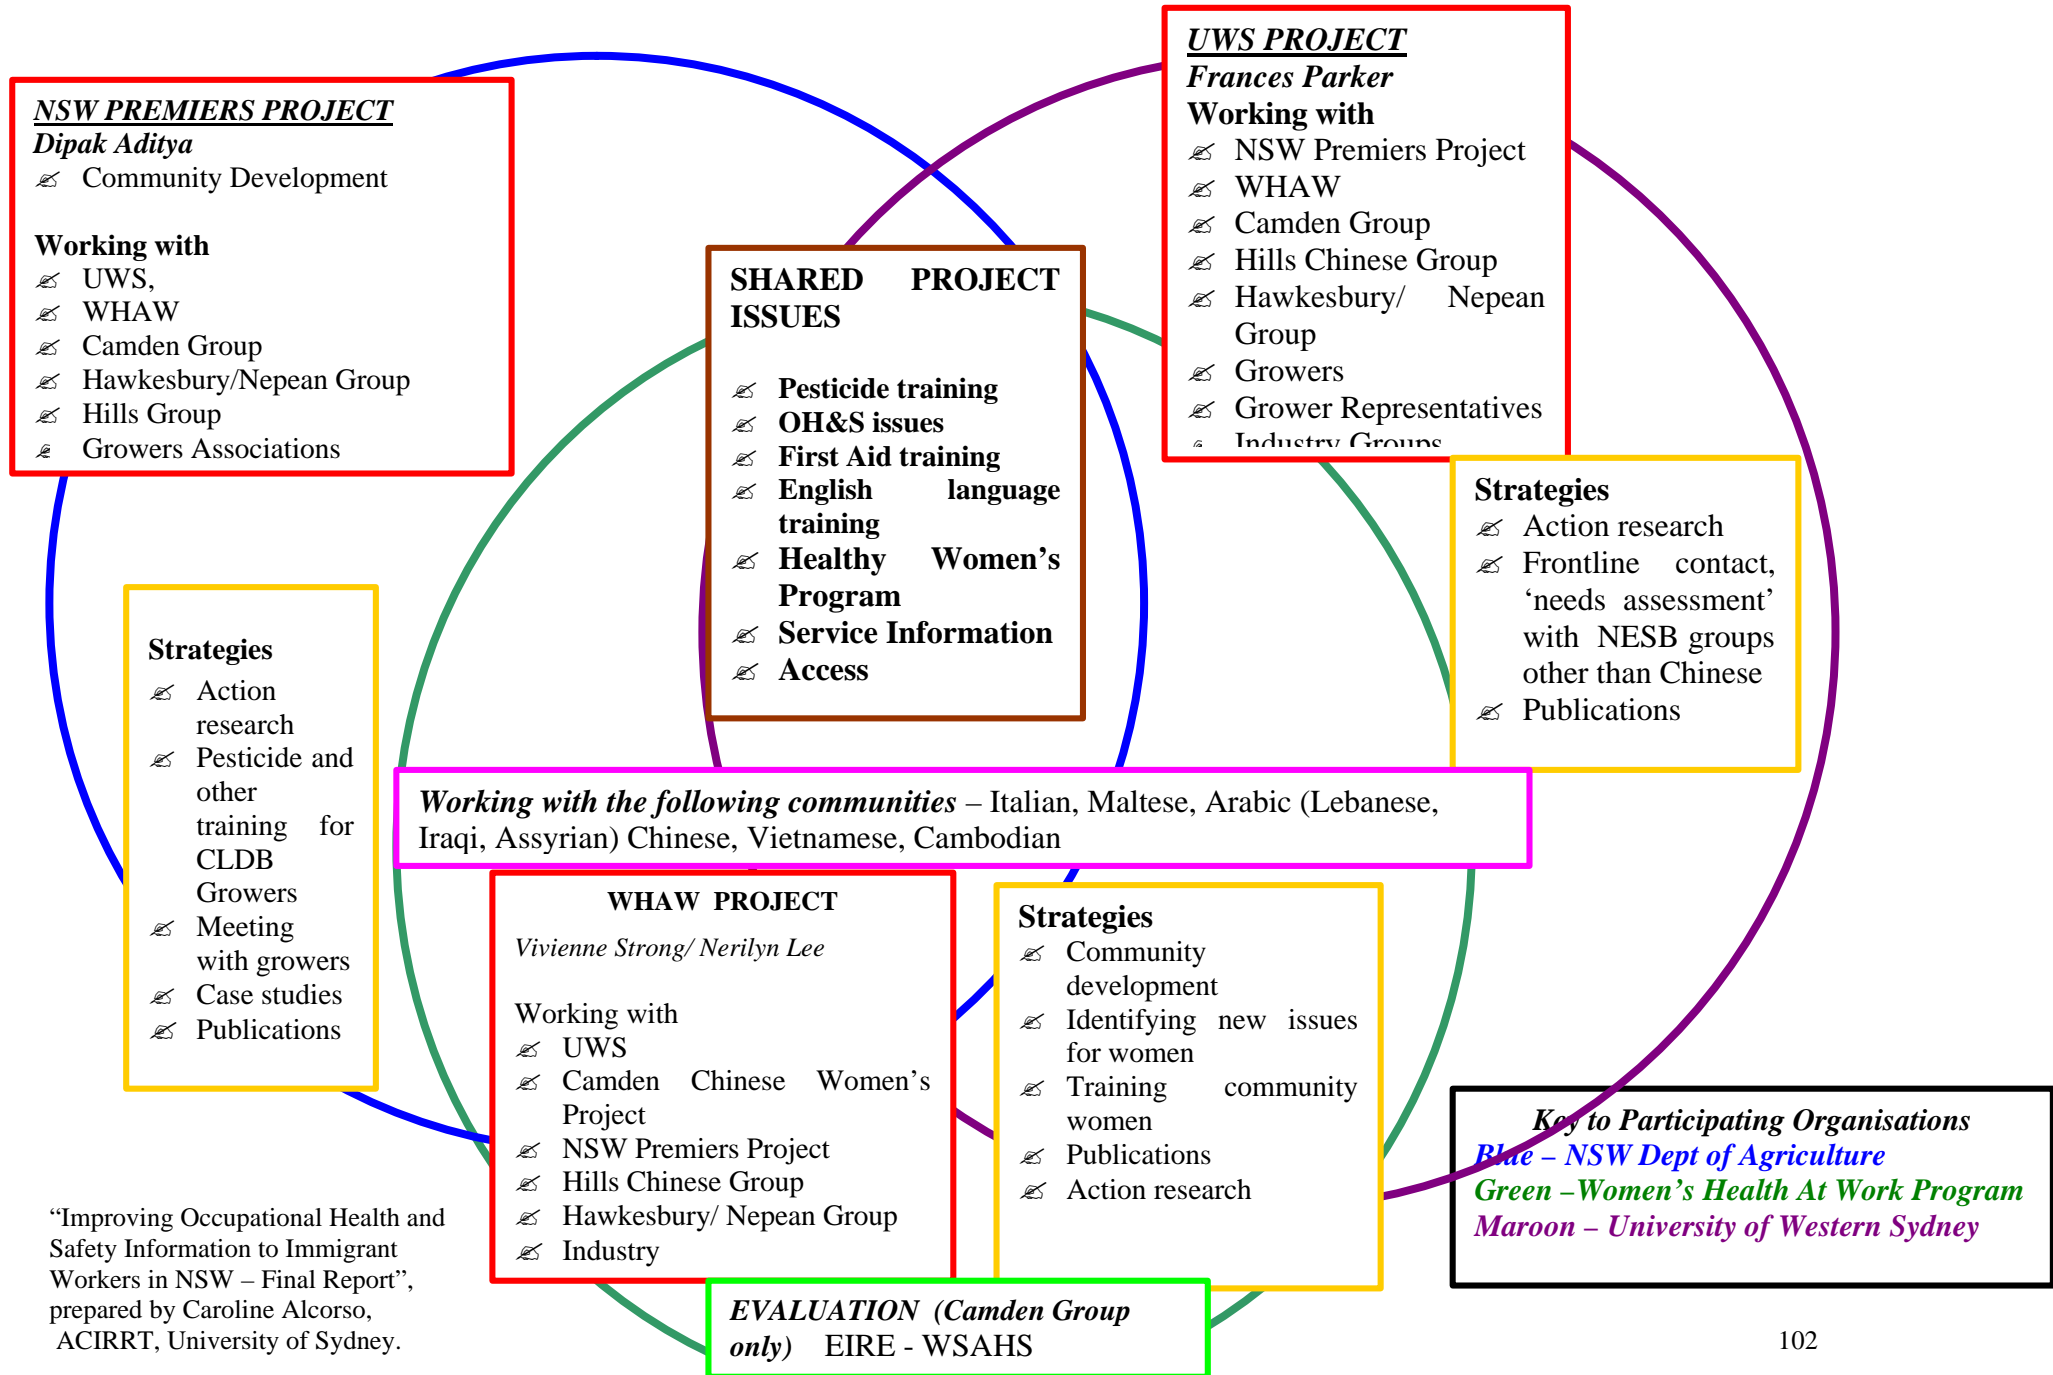 NSW PREMIERS PROJECT
Dipak Aditya
Community Development
Working with
UWS,
WHAW
Camden Group
Hawkesbury/Nepean Group
Hills Group
Growers Associations
UWS PROJECT
Frances Parker
Working with
NSW Premiers Project
WHAW
Camden Group
Hills Chinese Group
Hawkesbury/ Nepean
Group
Growers
Grower Representatives
Industry Groups
SHARED PROJECT
ISSUES
Pesticide training
OH&S issues
First Aid training
English language
training
Healthy Women’s
Program
Service Information
Access
Strategies
Action research
Frontline contact,
‘needs assessment’
with NESB groups
other than Chinese
Publications
Strategies
Action
research
Pesticide and
other
training for
CLDB
Growers
Meeting
with growers
Case studies
Publications
Working with the following communities – Italian, Maltese, Arabic (Lebanese,
Iraqi, Assyrian) Chinese, Vietnamese, Cambodian
WHAW PROJECT
Vivienne Strong/ Nerilyn Lee
Working with
UWS
Camden Chinese Women’s
Project
NSW Premiers Project
Hills Chinese Group
Hawkesbury/ Nepean Group
Industry
Strategies
Community
development
Identifying new issues
for women
Training community
women
Publications
Action research
Key to Participating Organisations
Blue – NSW Dept of Agriculture
Green –Women’s Health At Work Program
Maroon – University of Western Sydney
“Improving Occupational Health and
Safety Information to Immigrant
Workers in NSW – Final Report”,
prepared by Caroline Alcorso,
ACIRRT, University of Sydney.
EVALUATION (Camden Group
only) EIRE - WSAHS
102